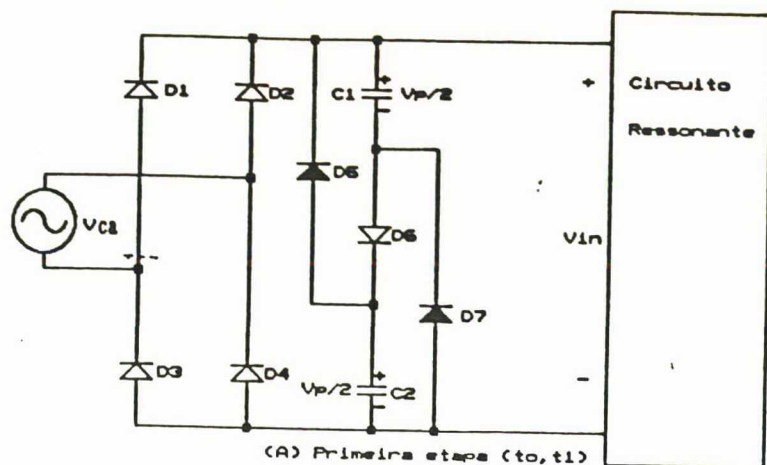 D1
D2
C1
+
Vp/2
-
+
Circuito
Ressonante
D5
Vca
D6
Vin
D7
D3
D4
Vp/2
+
C2
-
-
(A) Primeira etapa (to,t1)